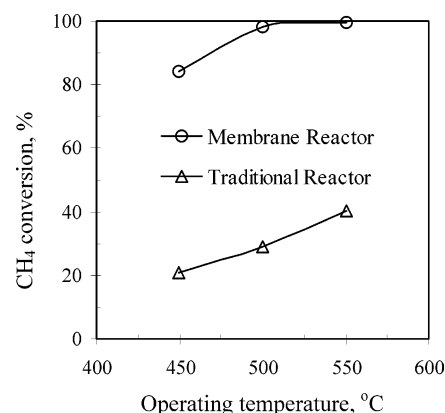 100
80
60
40
20
0
CH₄ conversion, %
Membrane Reactor
Traditional Reactor
400 450 500 550 600
Operating temperature, °C